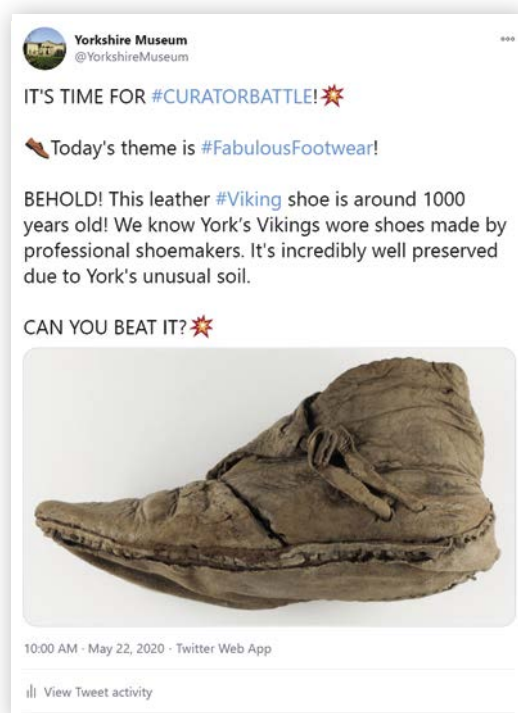 Yorkshire Museum
@YorkshireMuseum
IT'S TIME FOR #CURATORBATTLE!💥
👞Today's theme is #FabulousFootwear!
BEHOLD! This leather #Viking shoe is around 1000
years old! We know York's Vikings wore shoes made by
professional shoemakers. It's incredibly well preserved
due to York's unusual soil.
CAN YOU BEAT IT?💥
10:00 AM · May 22, 2020 · Twitter Web App
View Tweet activity